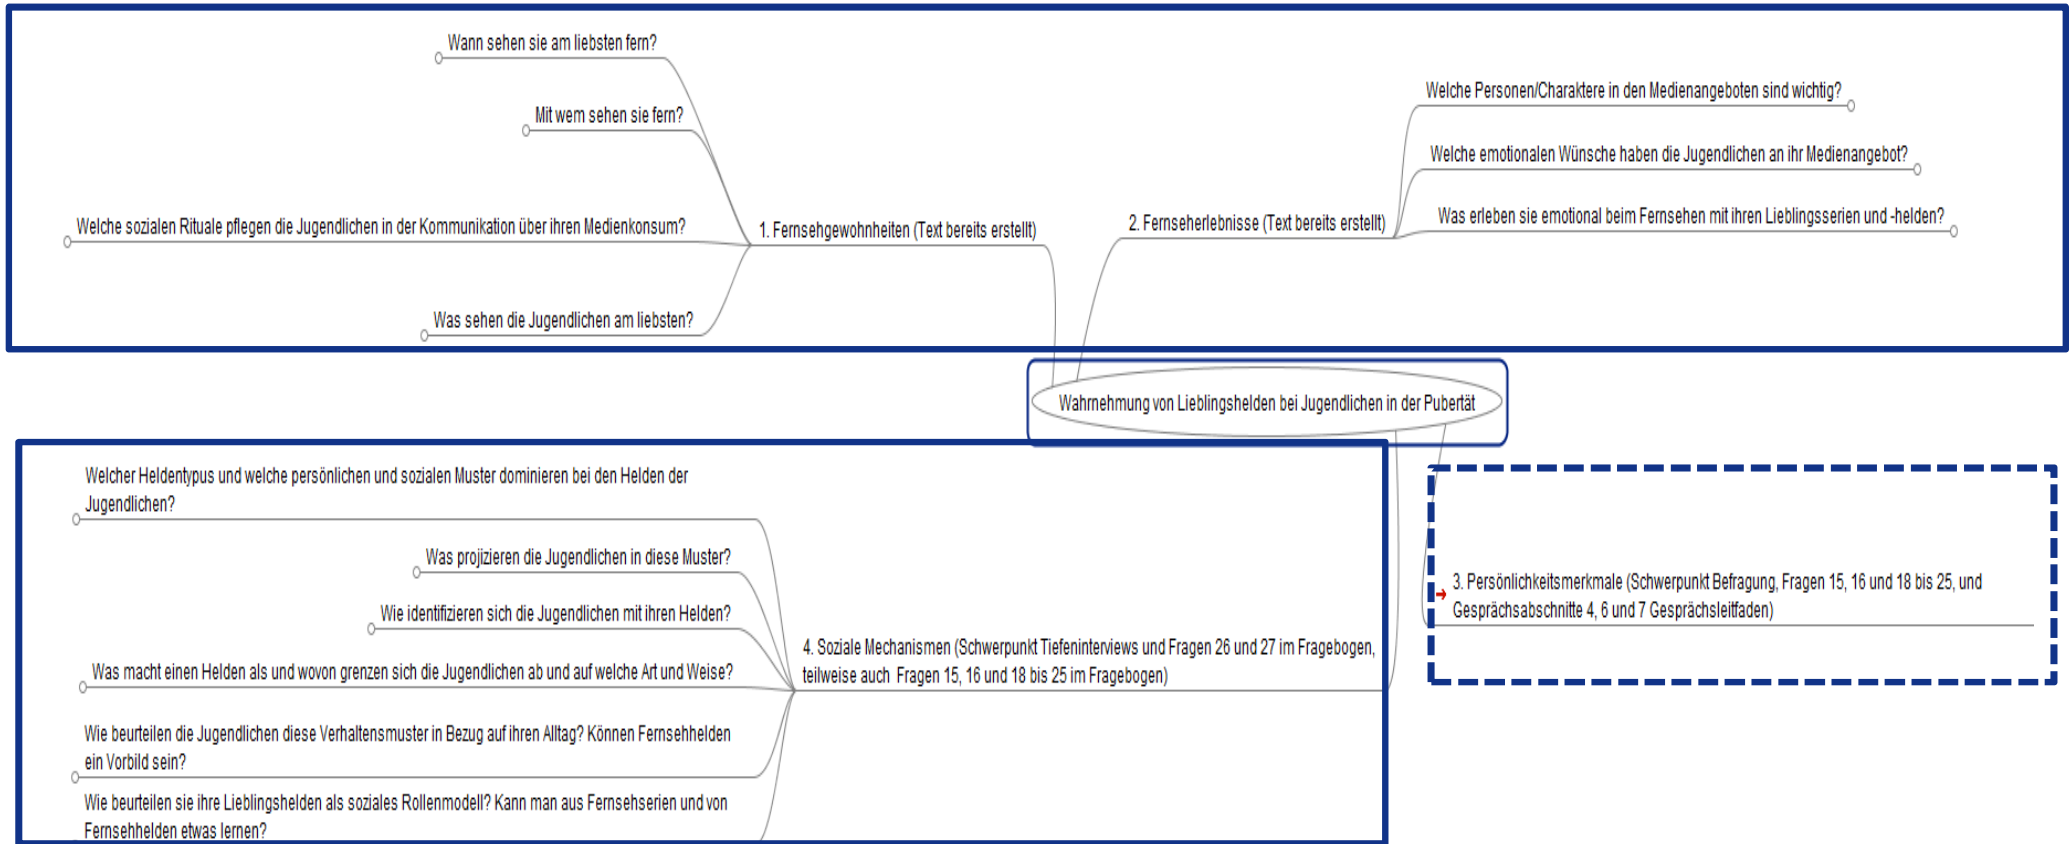 Wann sehen sie am liebsten fern?
Mit wem sehen sie fern?
Welche sozialen Rituale pflegen die Jugendlichen in der Kommunikation über ihren Medienkonsum?
Was sehen die Jugendlichen am liebsten?
1. Fernsehgewohnheiten (Text bereits erstellt)
2. Fernseherlebnisse (Text bereits erstellt)
Welche Personen/Charaktere in den Medienangeboten sind wichtig?
Welche emotionalen Wünsche haben die Jugendlichen an ihr Medienangebot?
Was erleben sie emotional beim Fernsehen mit ihren Lieblingsserien und -helden?
Wahrnehmung von Lieblingshelden bei Jugendlichen in der Pubertät
Welcher Heldentypus und welche persönlichen und sozialen Muster dominieren bei den Helden der
Jugendlichen?
Was projizieren die Jugendlichen in diese Muster?
Wie identifizieren sich die Jugendlichen mit ihren Helden?
Was macht einen Helden als und wovon grenzen sich die Jugendlichen ab und auf welche Art und Weise?
Wie beurteilen die Jugendlichen diese Verhaltensmuster in Bezug auf ihren Alltag? Können Fernsehhelden
ein Vorbild sein?
Wie beurteilen sie ihre Lieblingshelden als soziales Rollenmodell? Kann man aus Fernsehserien und von
Fernsehhelden etwas lernen?
4. Soziale Mechanismen (Schwerpunkt Tiefeninterviews und Fragen 26 und 27 im Fragebogen,
teilweise auch Fragen 15, 16 und 18 bis 25 im Fragebogen)
3. Persönlichkeitsmerkmale (Schwerpunkt Befragung, Fragen 15, 16 und 18 bis 25, und
Gesprächsabschnitte 4, 6 und 7 Gesprächsleitfaden)